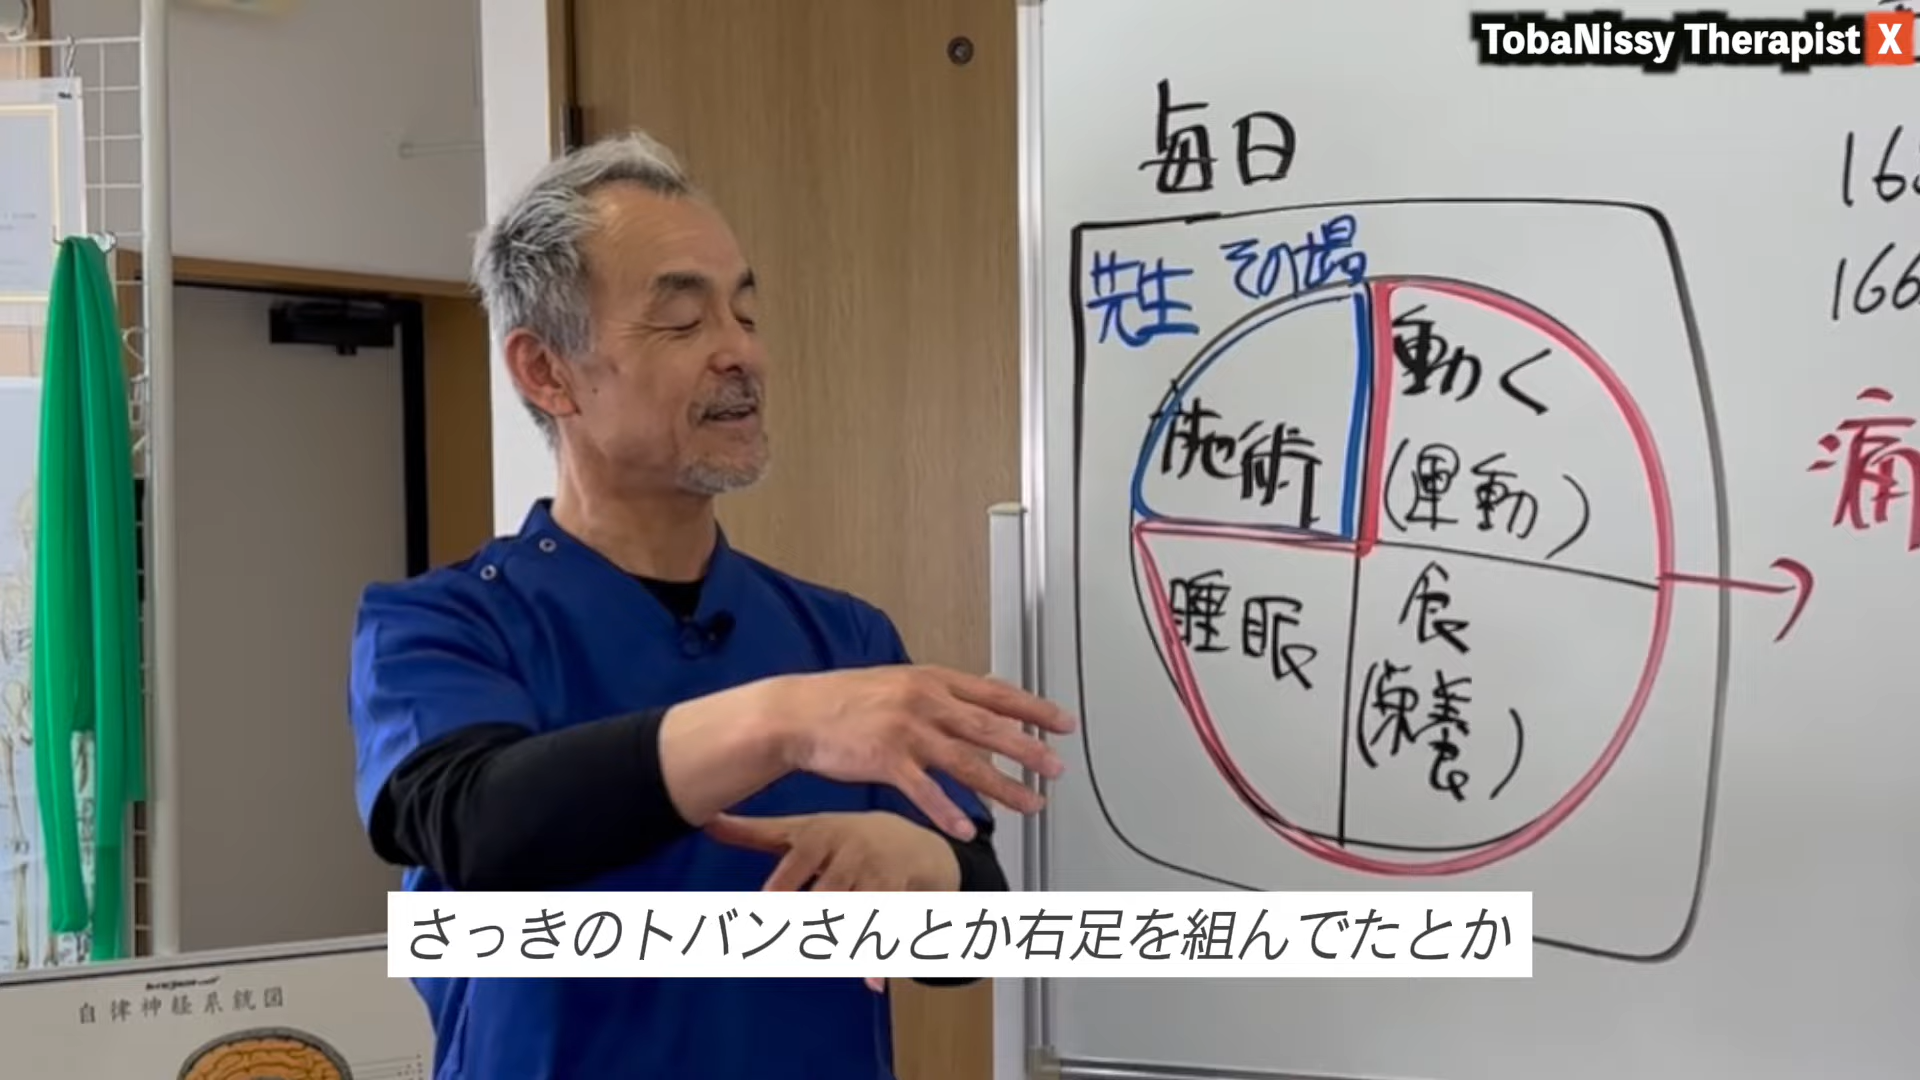 TobaNissy Therapist X
毎日
先生 その場
動く
(運動)
施術
睡眠
食
(栄養)
166
痛
さっきのトバンさんとか右足を組んでたとか
自律神経系統図